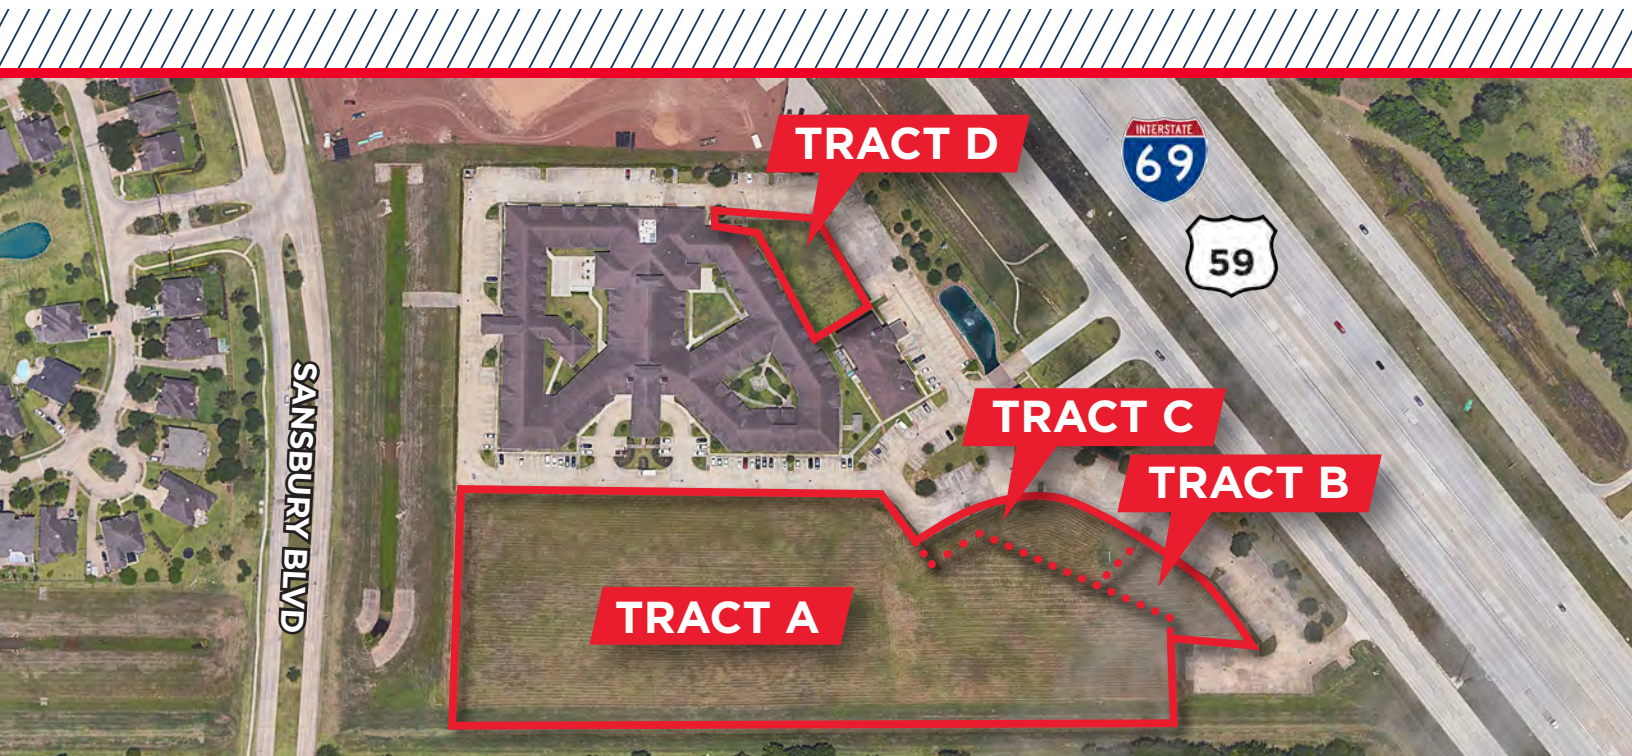 TRACT D
INTERSTATE
69
59
SANSBURY BLVD
TRACT C
TRACT B
TRACT A